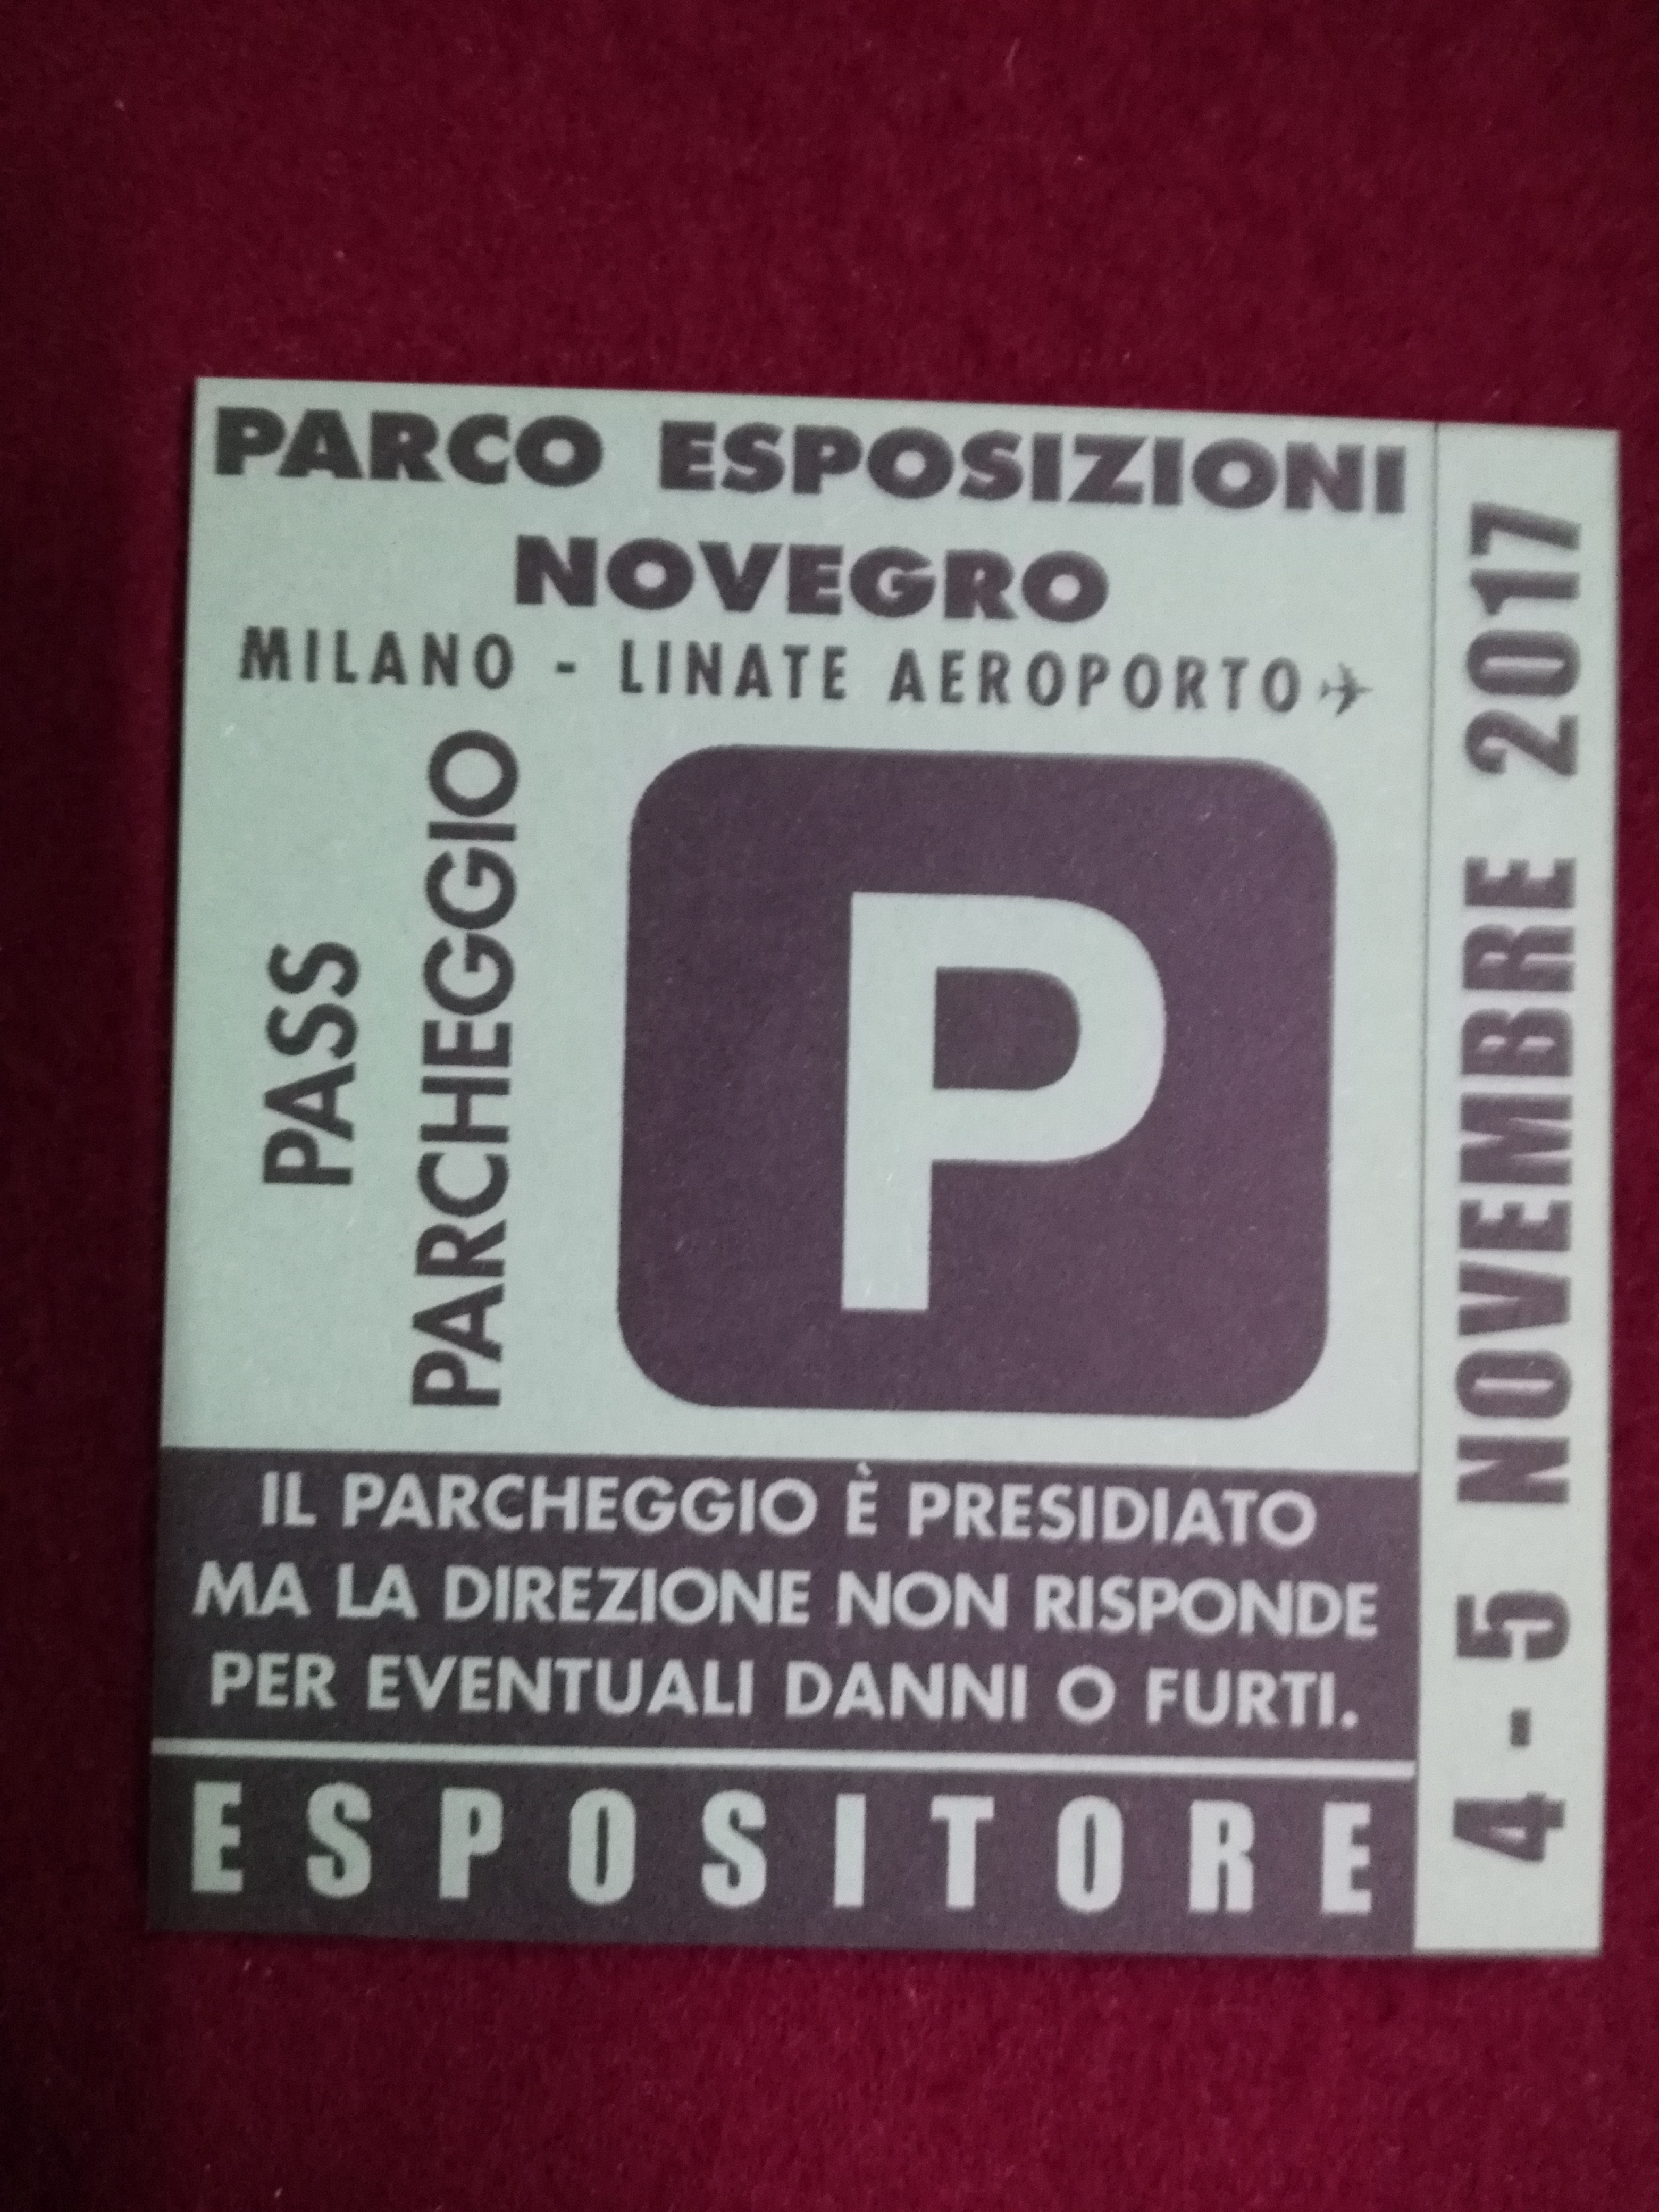 PARCO ESPOSIZIONI
NOVEGRO
MILANO - LINATE AEROPORTO
PASS
PARCHEGGIO
P
IL PARCHEGGIO È PRESIDIATO
MA LA DIREZIONE NON RISPONDE
PER EVENTUALI DANNI O FURTI.
ESPOSITORE
4 - 5 NOVEMBRE 2017